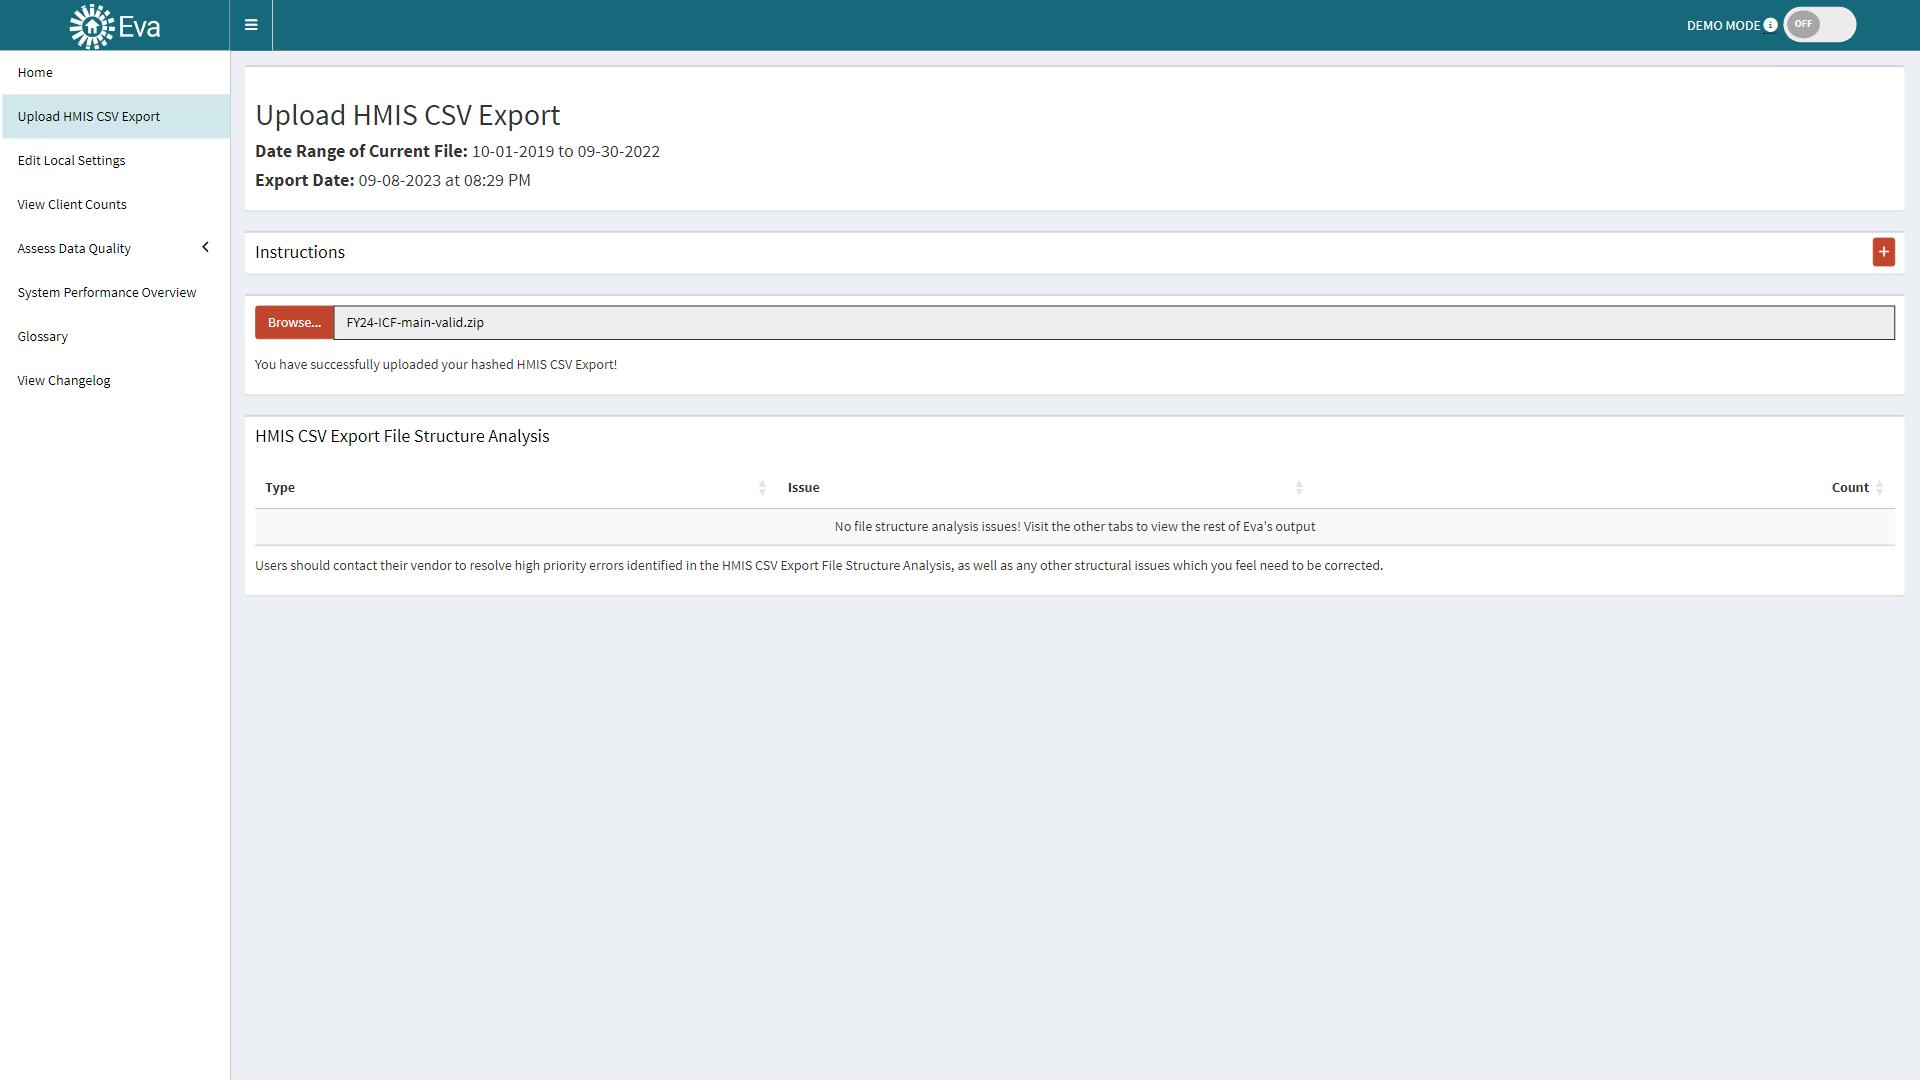 Eva
DEMO MODE
OFF
Home
Upload HMIS CSV Export
Edit Local Settings
View Client Counts
Assess Data Quality
System Performance Overview
Glossary
View Changelog
Upload HMIS CSV Export
Date Range of Current File: 10-01-2019 to 09-30-2022
Export Date: 09-08-2023 at 08:29 PM
Instructions
Browse... FY24-ICF-main-valid.zip
You have successfully uploaded your hashed HMIS CSV Export!
HMIS CSV Export File Structure Analysis
Type Issue Count
No file structure analysis issues! Visit the other tabs to view the rest of Eva's output
Users should contact their vendor to resolve high priority errors identified in the HMIS CSV Export File Structure Analysis, as well as any other structural issues which you feel need to be corrected.